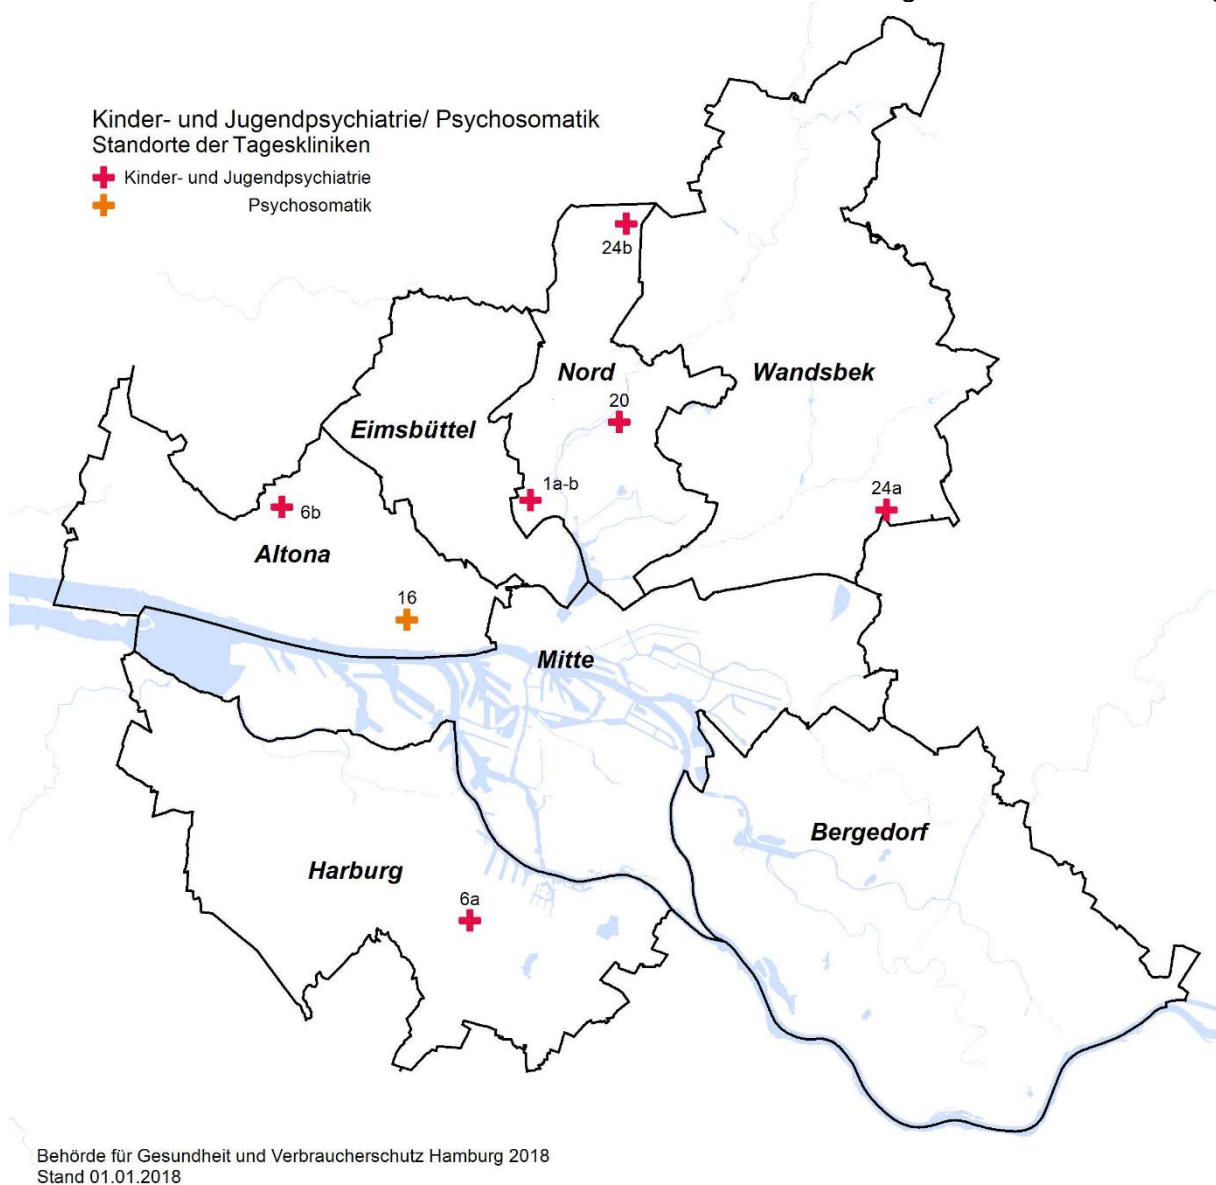 Kinder- und Jugendpsychiatrie/ Psychosomatik
Standorte der Tageskliniken
Kinder- und Jugendpsychiatrie
Psychosomatik
24b
Nord
Wandsbek
20
Eimsbüttel
1a-b
24a
6b
Altona
16
Mitte
Bergedorf
Harburg
6a
Behörde für Gesundheit und Verbraucherschutz Hamburg 2018
Stand 01.01.2018